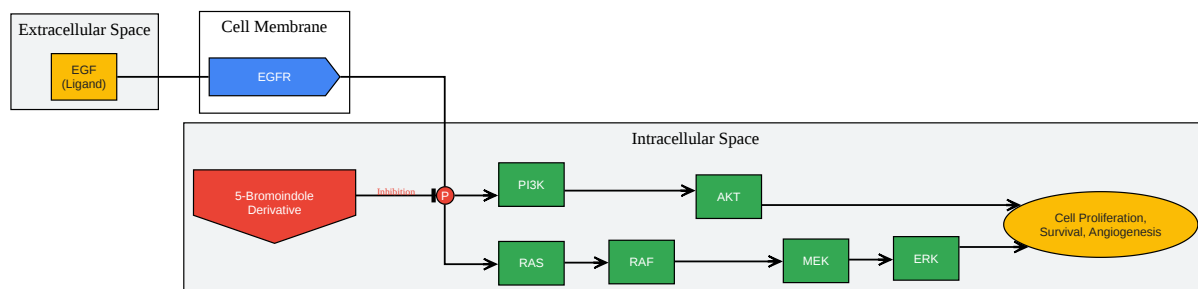 Extracellular Space
Cell Membrane
EGF
(Ligand)
EGFR
Intracellular Space
5-Bromoindole
Derivative
Inhibition
P
PI3K
AKT
Cell Proliferation,
Survival, Angiogenesis
RAS
RAF
MEK
ERK